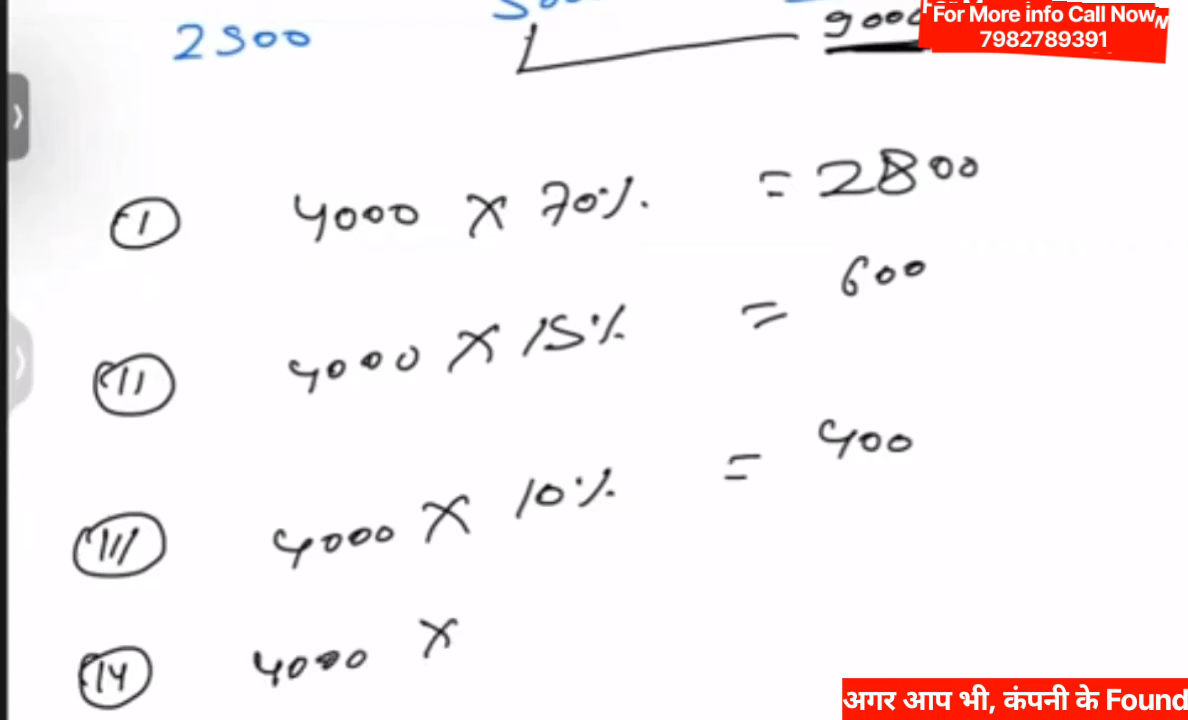 For More info Call Now
7982789391
2500
9000
I 4000 X 70% = 2800
II 4000 X 15% = 600
III 4000 X 10% = 400
IV 4000 X
अगर आप भी, कंपनी के Found